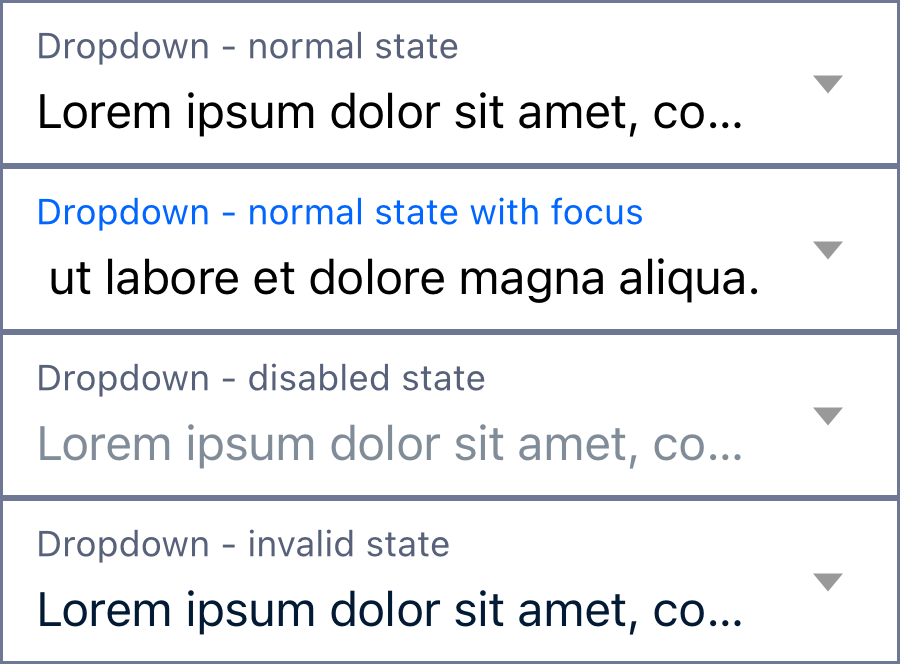 Dropdown - normal state
Lorem ipsum dolor sit amet, co...
Dropdown - normal state with focus
ut labore et dolore magna aliqua.
Dropdown - disabled state
Lorem ipsum dolor sit amet, co...
Dropdown - invalid state
Lorem ipsum dolor sit amet, co...